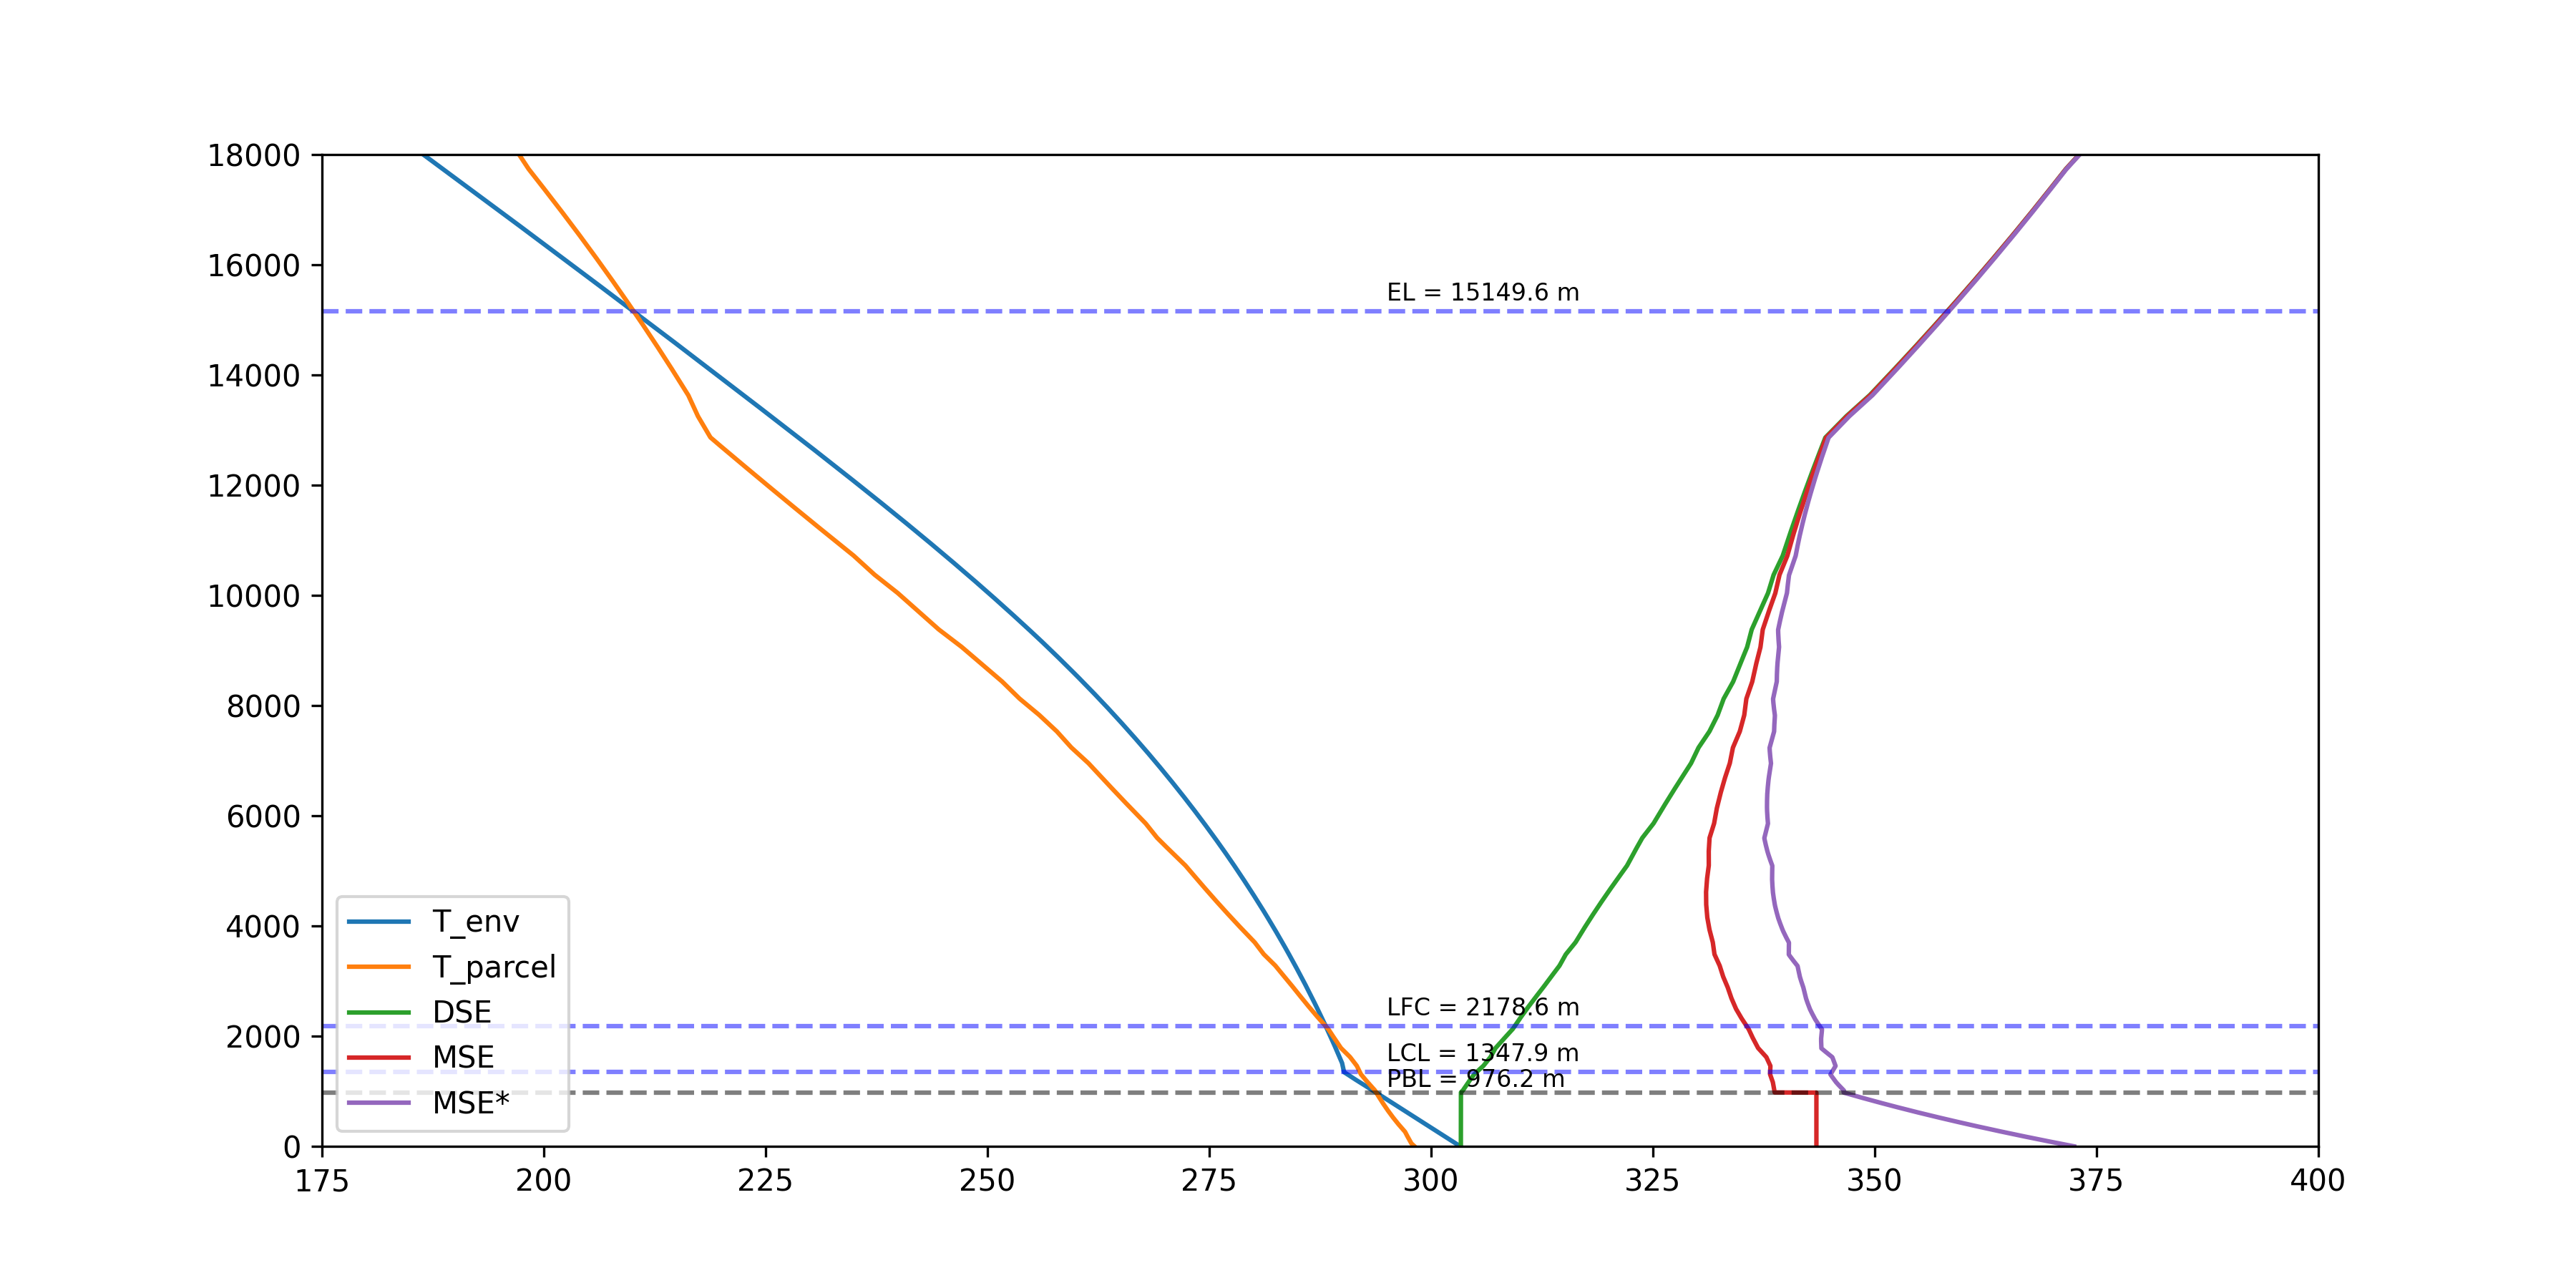 18000
16000
14000
12000
10000
8000
6000
4000
2000
0
EL = 15149.6 m
LFC = 2178.6 m
LCL = 1347.9 m
PBL = 976.2 m
T_env
T_parcel
DSE
MSE
MSE*
175 200 225 250 275 300 325 350 375 400